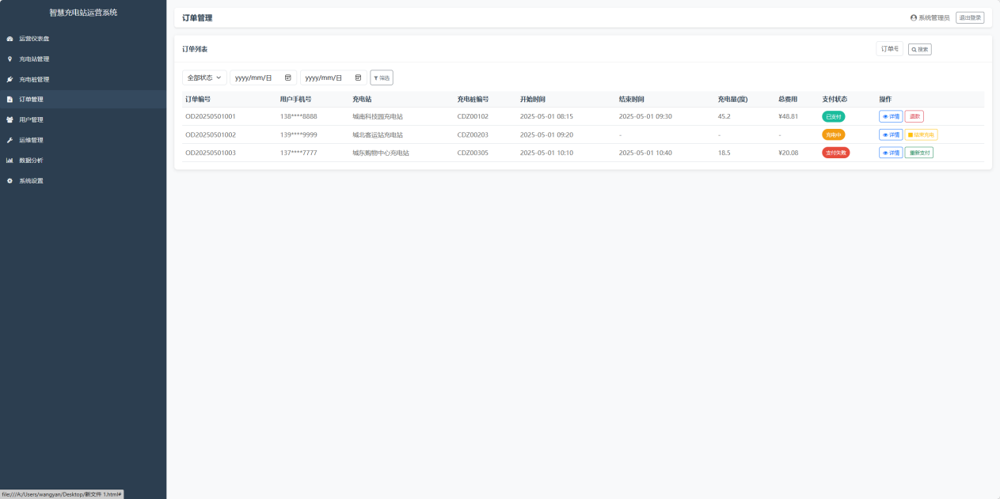 智慧充电站运营系统
运营仪表盘
充电站管理
充电桩管理
订单管理
用户管理
运维管理
数据分析
系统设置
订单管理
系统管理员 退出登录
订单列表
订单号 搜索
全部状态 yyyy/mm/日 yyyy/mm/日 筛选
订单编号 用户手机号 充电站 充电桩编号 开始时间 结束时间 充电量(度) 总费用 支付状态 操作
OD20250501001 138****8888 城南科技园充电站 CDZ00102 2025-05-01 08:15 2025-05-01 09:30 45.2 ¥48.81 已支付 详情 退款
OD20250501002 139****9999 城北客运站充电站 CDZ00203 2025-05-01 09:20 - - - 充电中 详情 结束充电
OD20250501003 137****7777 城东购物中心充电站 CDZ00305 2025-05-01 10:10 2025-05-01 10:40 18.5 ¥20.08 支付失败 详情 重新支付
file:///A:/Users/wangyan/Desktop/新文件 1.html#